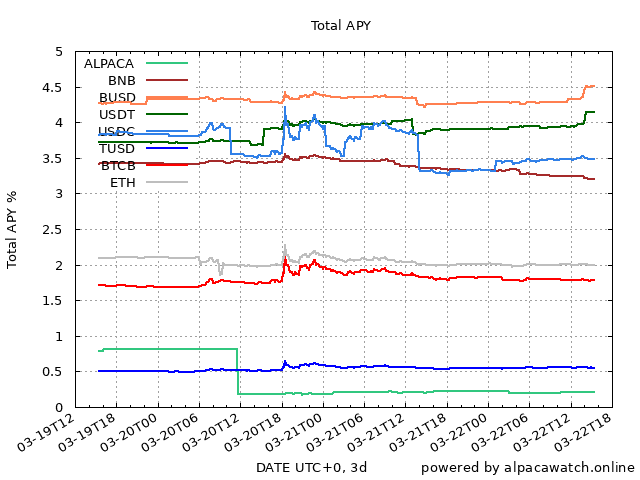 Total APY
Total APY %
5
4.5
4
3.5
3
2.5
2
1.5
1
0.5
0
ALPACA
BNB
BUSD
USDT
USDC
TUSD
BTCB
ETH
03-19T12
03-19T18
03-20T00
03-20T06
03-20T12
03-20T18
03-21T00
03-21T06
03-21T12
03-21T18
03-22T00
03-22T06
03-22T12
03-22T18
DATE UTC+0, 3d
powered by alpacawatch.online